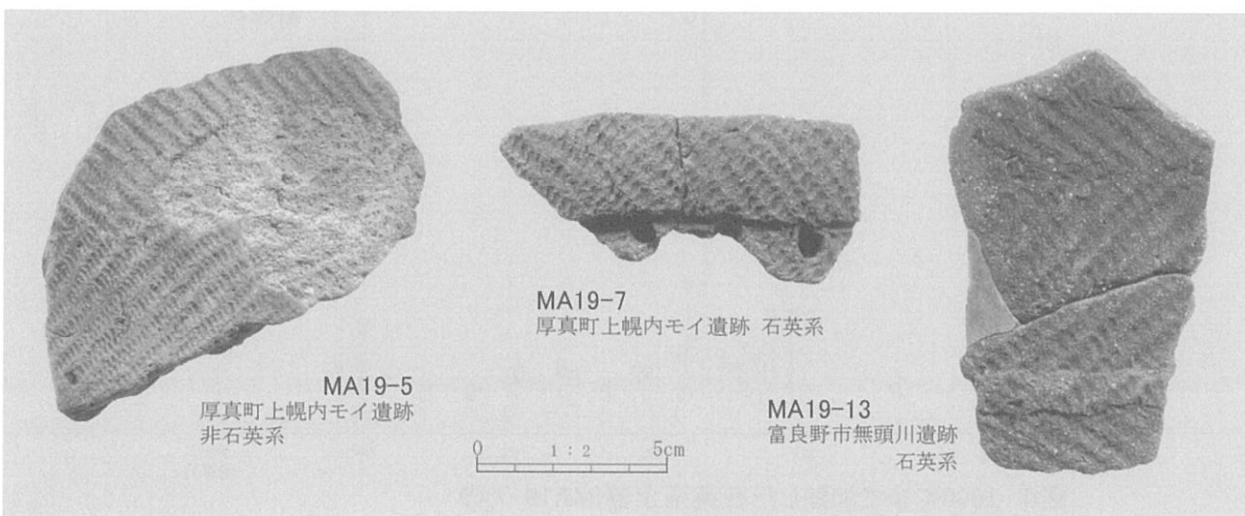 MA19-5
厚真町上幌内モイ遺跡
非石英系
MA19-7
厚真町上幌内モイ遺跡 石英系
MA19-13
富良野市無頭川遺跡
石英系
0 1:2 5cm